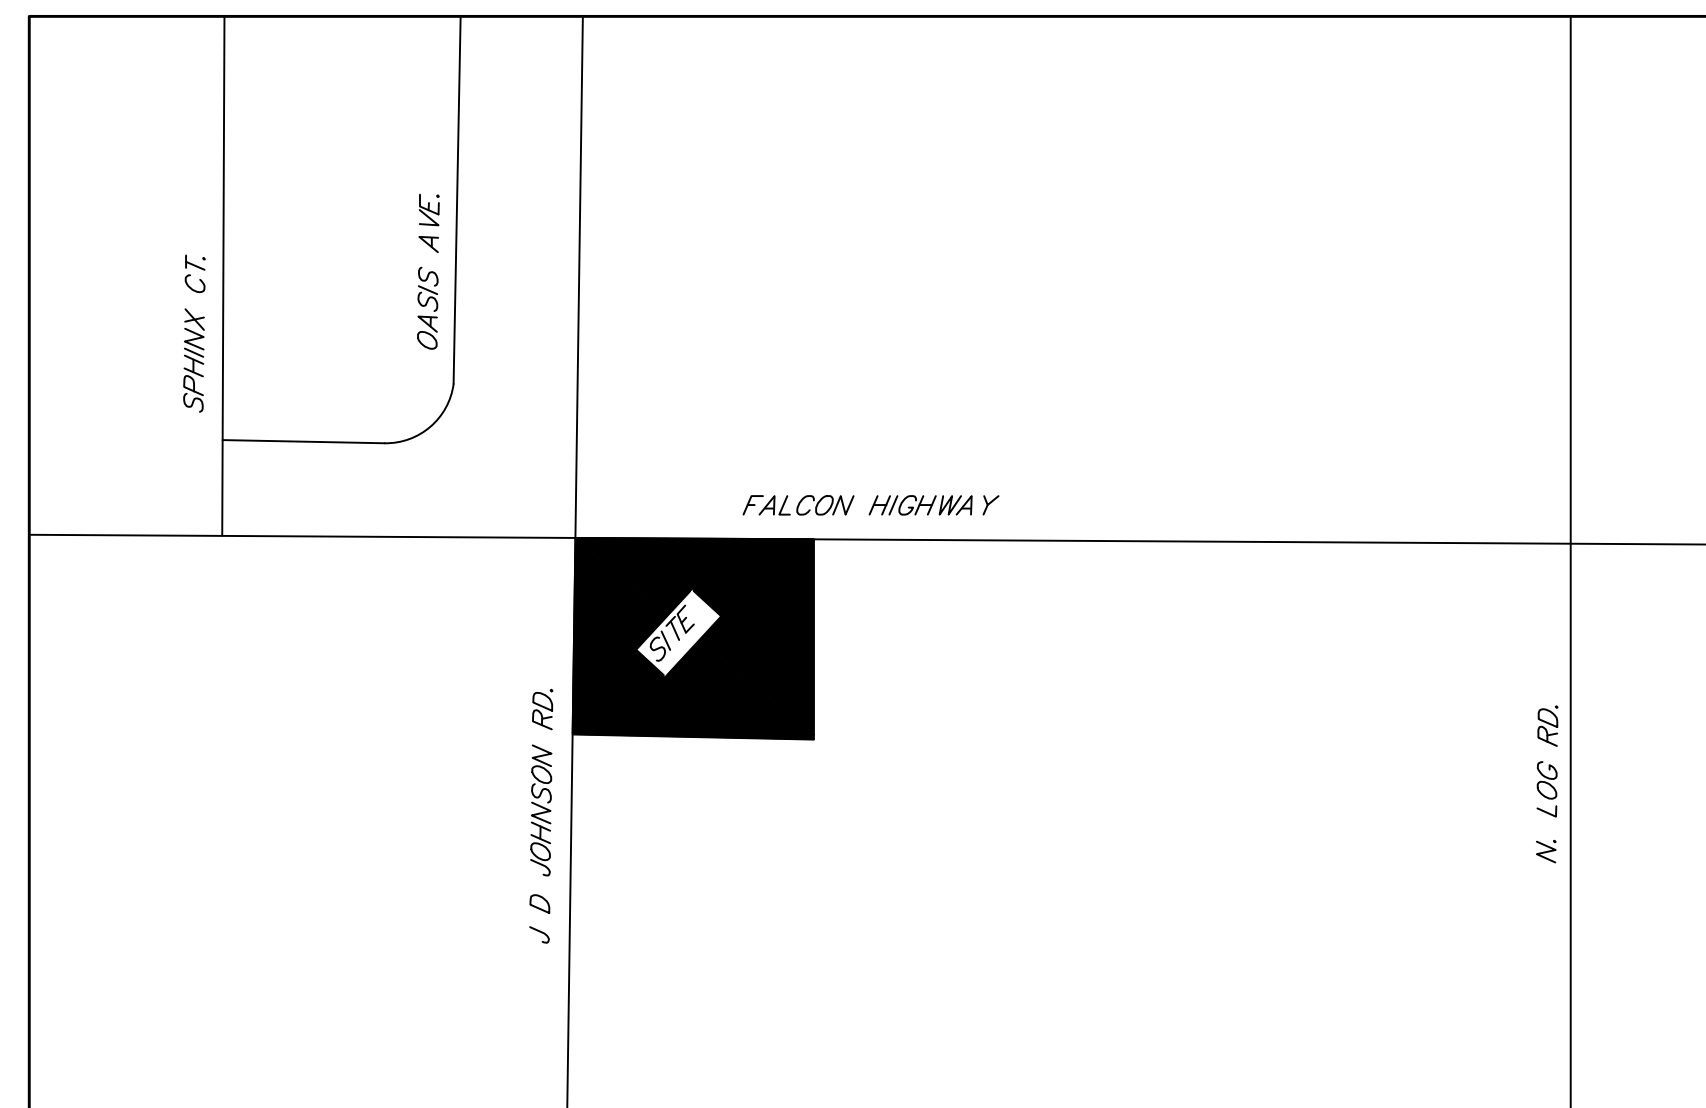 SPHINX CT.
OASIS AVE.
FALCON HIGHWAY
SITE
J D JOHNSON RD.
N. LOG RD.